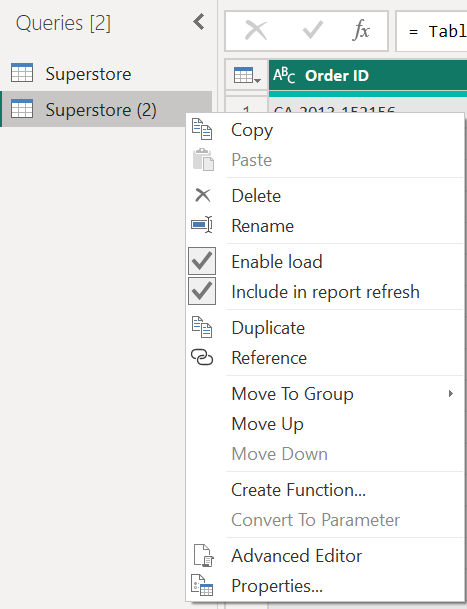 Queries [2]
Superstore
Superstore (2)
fx
= Tabl
ABC Order ID
1 CA-2013-152156
Copy
Paste
Delete
Rename
Enable load
Include in report refresh
Duplicate
Reference
Move To Group
Move Up
Move Down
Create Function...
Convert To Parameter
Advanced Editor
Properties...